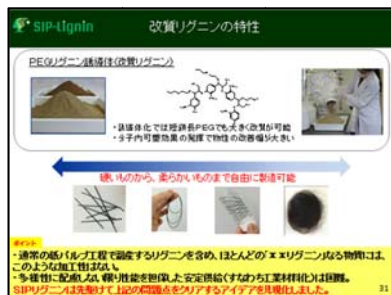 SIP-Lignin
改質リグニンの特性
PEGリグニン誘導体(改質リグニン)
・誘導体化では短鎖長PEGでも大きく改質が可能
・分子内可塑効果の発揮で物性の改善幅が大きい
硬いものから、柔らかいものまで自由に製造可能
ポイント
・通常の紙パルプ工程で副産するリグニンを含め、ほとんどの「××リグニン」なる物質には、
このような加工性はない。
・多様性に配慮しない限り性能を担保した安定供給(すなわち工業材料化)は困難。
SIPリグニンは先駆けて上記の問題点をクリアするアイデアを具現化しました。
31